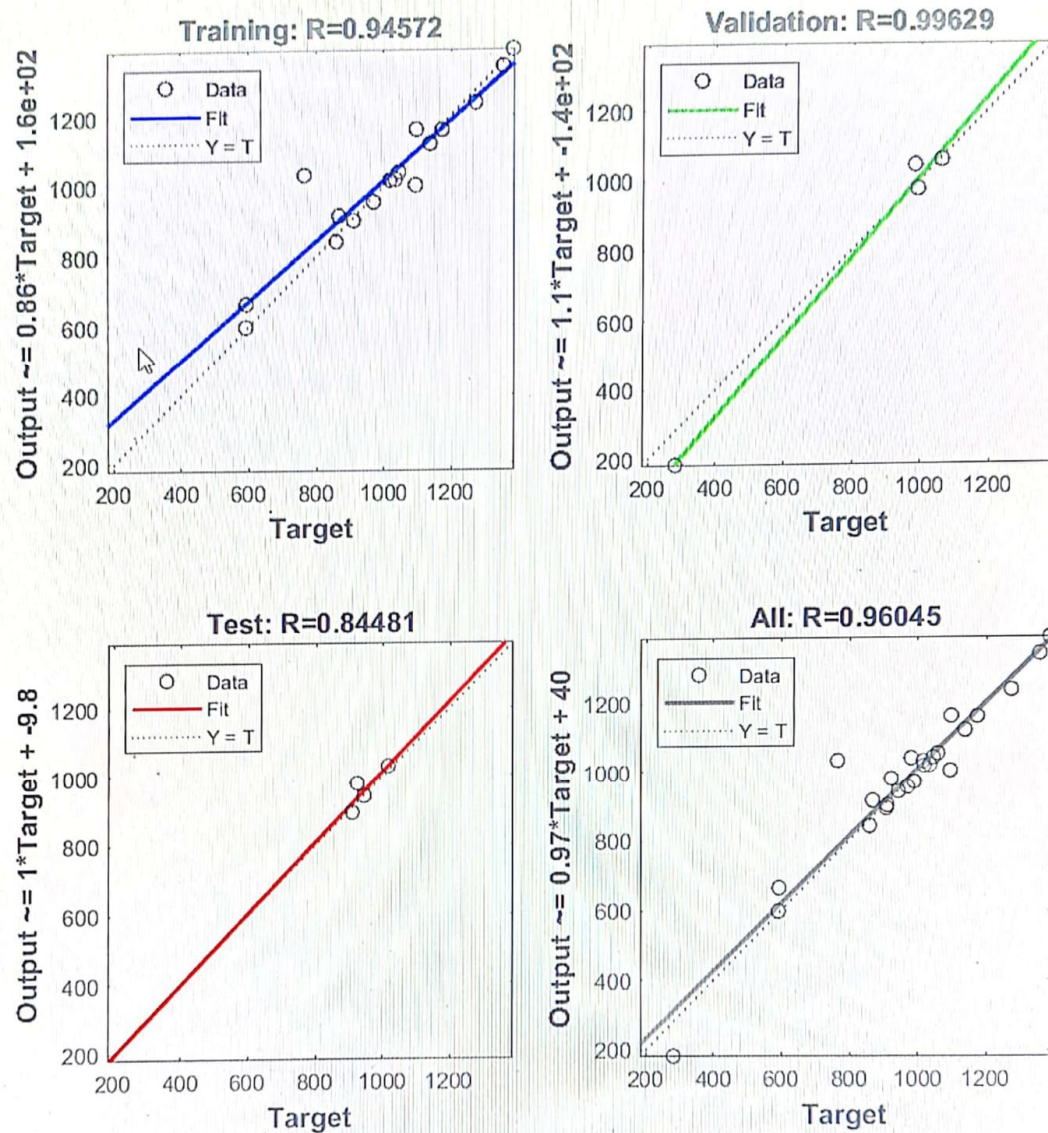 Training: R=0.94572
Output ~= 0.86*Target + 1.6e+02
Data
Fit
Y = T
1200
1000
800
600
400
200
200 400 600 800 1000 1200
Target
Validation: R=0.99629
Output ~= 1.1*Target + -1.4e+02
Data
Fit
Y = T
1200
1000
800
600
400
200
200 400 600 800 1000 1200
Target
Test: R=0.84481
Output ~= 1*Target + -9.8
Data
Fit
Y = T
1200
1000
800
600
400
200
200 400 600 800 1000 1200
Target
All: R=0.96045
Output ~= 0.97*Target + 40
Data
Fit
Y = T
1200
1000
800
600
400
200
200 400 600 800 1000 1200
Target